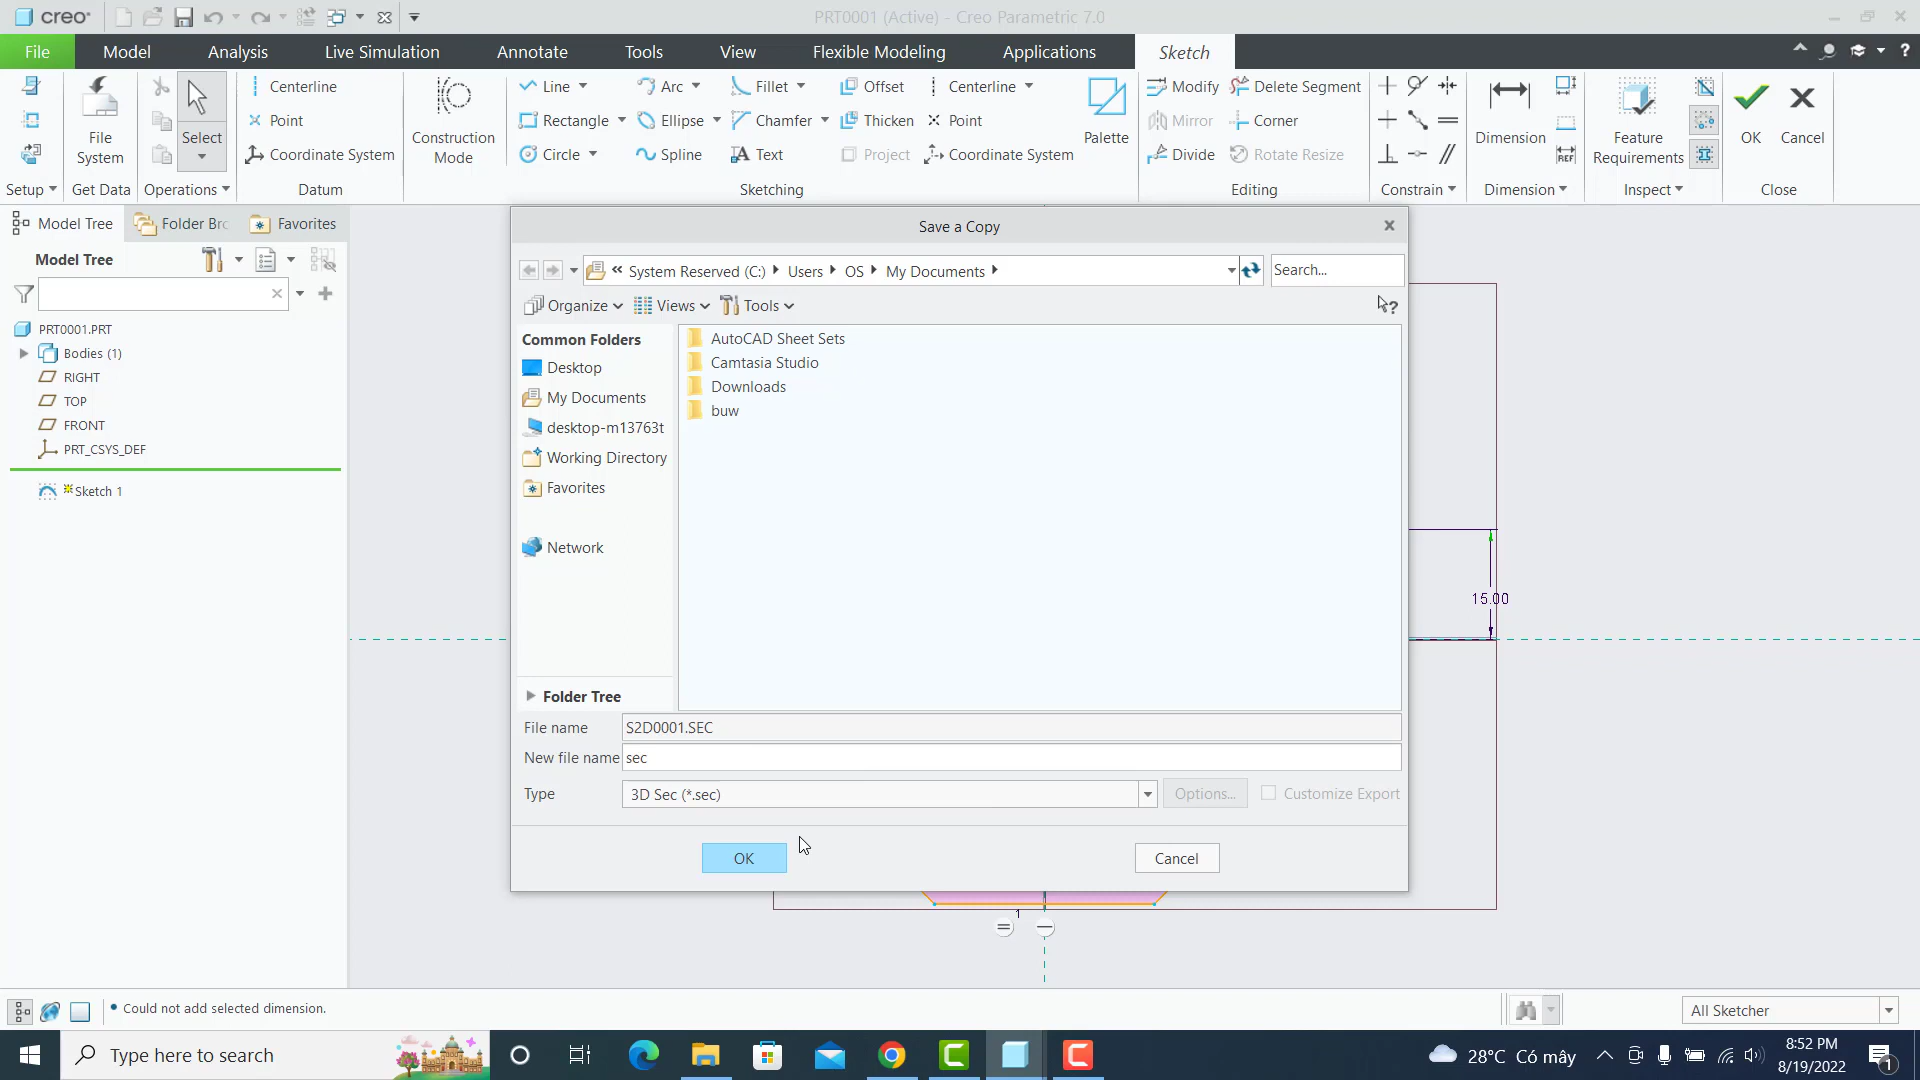 creo
PRT0001 (Active) - Creo Parametric 7.0
File Model Analysis Live Simulation Annotate Tools View Flexible Modeling Applications Sketch
Centerline Line Arc Fillet Offset Centerline Modify Delete Segment
Point Rectangle Ellipse Chamfer Thicken Point Mirror Corner
File System Select Construction Mode Palette Dimension Feature Requirements OK Cancel
Coordinate System Circle Spline Text Project Coordinate System Divide Rotate Resize
REF
Setup Get Data Operations Datum Sketching Editing Constrain Dimension Inspect Close
Model Tree Folder Brc Favorites
Model Tree
PRT0001.PRT
Bodies (1)
RIGHT
TOP
FRONT
PRT_CSYS_DEF
Sketch 1
Save a Copy
« System Reserved (C:) Users OS My Documents
Search...
Organize Views Tools
Common Folders
Desktop
My Documents
desktop-m13763t
Working Directory
Favorites
Network
Folder Tree
AutoCAD Sheet Sets
Camtasia Studio
Downloads
buw
File name S2D0001.SEC
New file name sec
Type 3D Sec (*.sec) Options... Customize Export
OK Cancel
15.00
1
• Could not add selected dimension.
All Sketcher
Type here to search
28°C Có mây
8:52 PM
8/19/2022
1